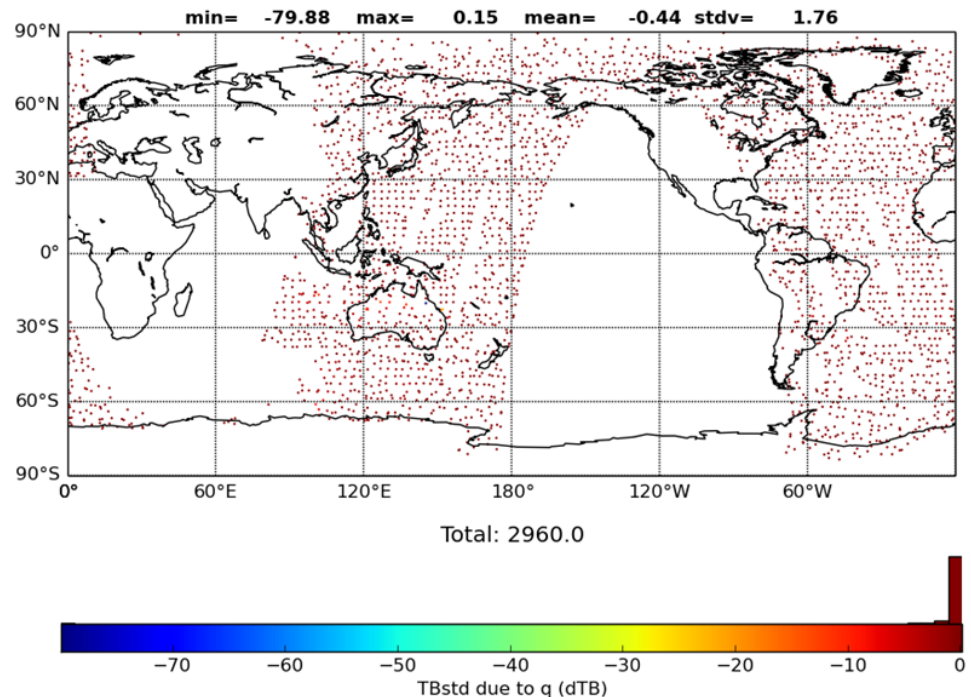 min= -79.88 max= 0.15 mean= -0.44 stdv= 1.76
90°N
60°N
30°N
0°
30°S
60°S
90°S
0° 60°E 120°E 180° 120°W 60°W
Total: 2960.0
−70 −60 −50 −40 −30 −20 −10 0
TBstd due to q (dTB)